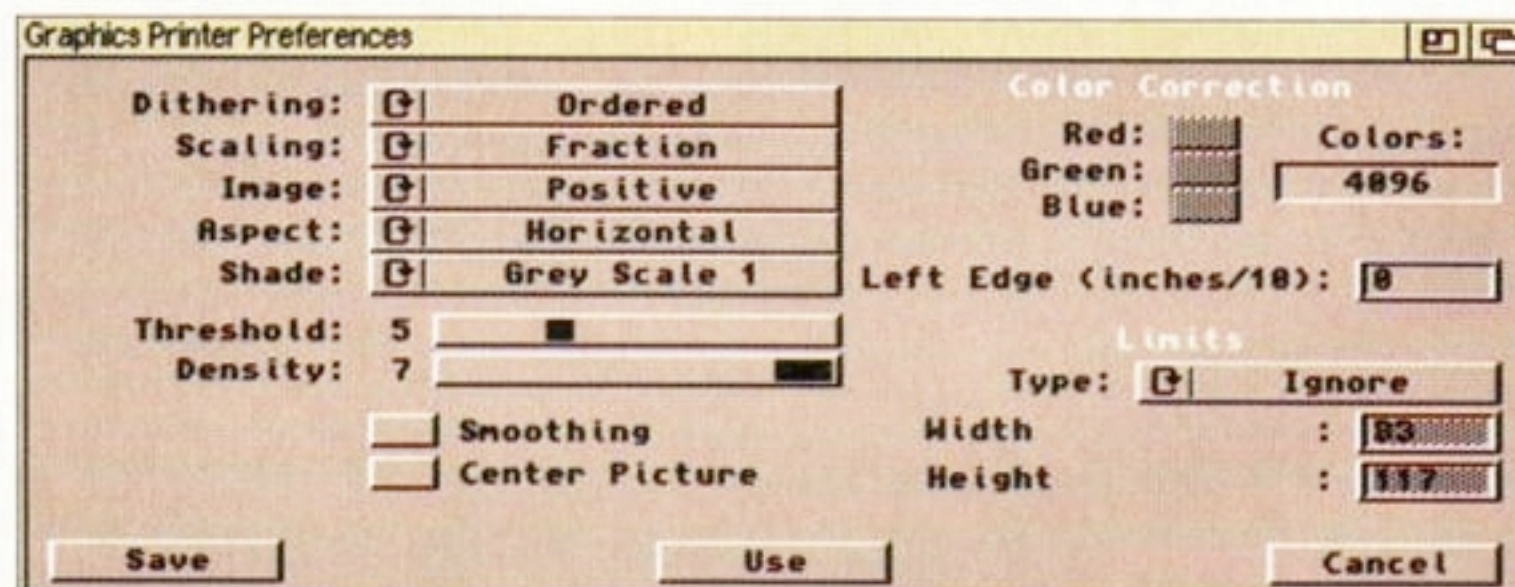 Graphics Printer Preferences
Dithering: Ordered
Scaling: Fraction
Image: Positive
Aspect: Horizontal
Shade: Grey Scale 1
Threshold: 5
Density: 7
Smoothing
Center Picture
Color Correction
Red:
Green:
Blue:
Colors:
4096
Left Edge (inches/10): 0
Limits
Type: Ignore
Width : 83
Height : 117
Save Use Cancel